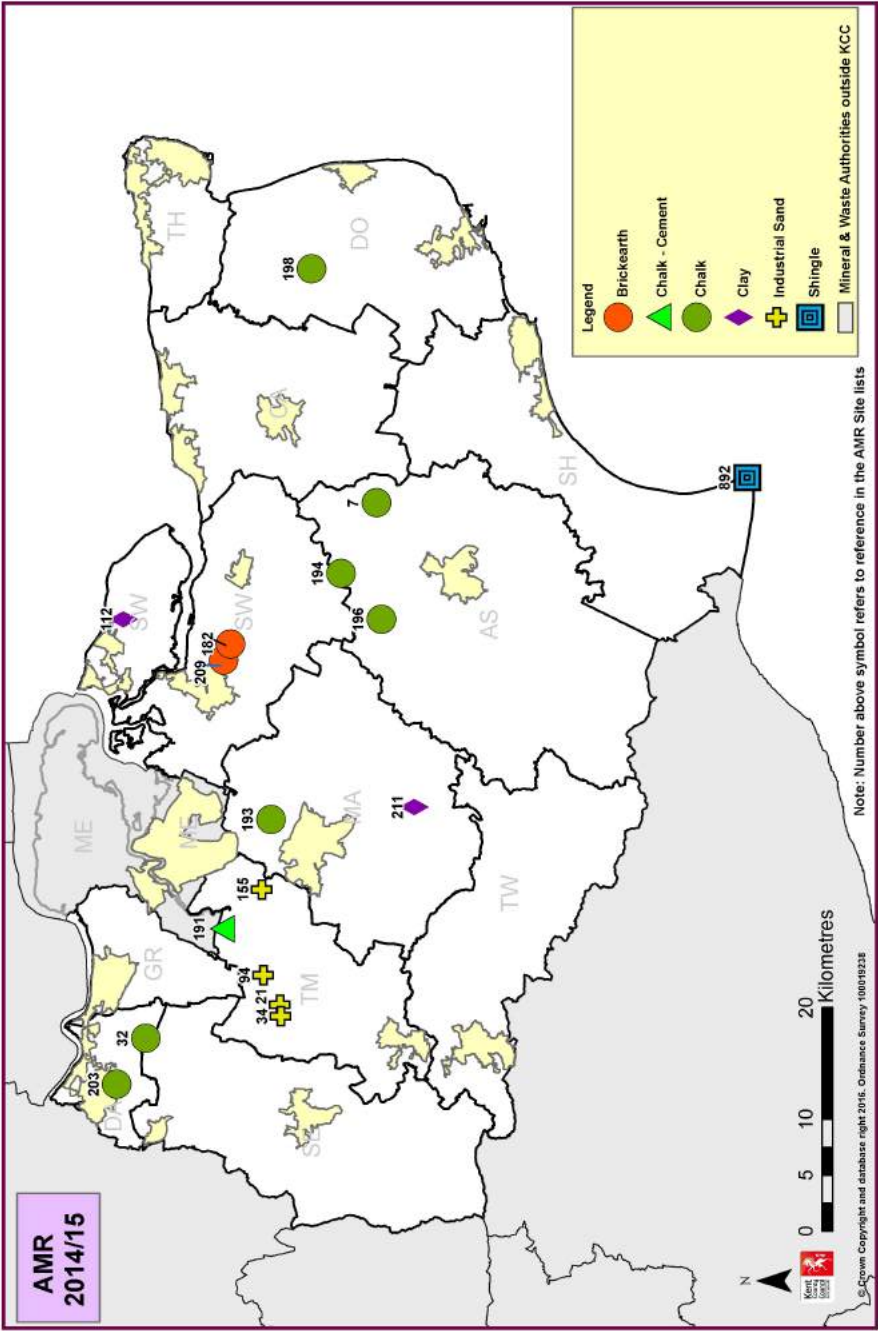 AMR
2014/15
TH
DO
198
CA
SH
892
7
194
196
AS
112
SW
SW
182
209
ME
ME
193
MA
211
155
191
94
21
34
TM
GR
32
203
DA
SE
TW
Legend
Brickearth
Chalk - Cement
Chalk
Clay
Industrial Sand
Shingle
Mineral & Waste Authorities outside KCC
Note: Number above symbol refers to reference in the AMR Site lists
0 5 10 20
Kilometres
N
Kent
County
Council
© Crown Copyright and database right 2016. Ordnance Survey 100019238